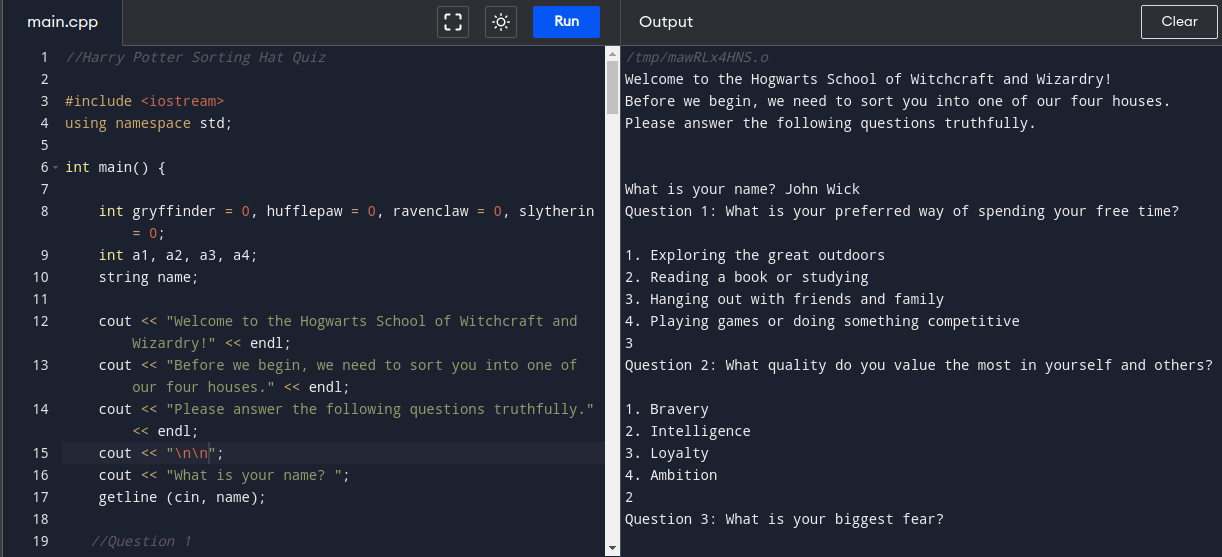 main.cpp
Run
Output
Clear
1 //Harry Potter Sorting Hat Quiz
2
3 #include <iostream>
4 using namespace std;
5
6 int main() {
7
8 int gryffinder = 0, hufflepaw = 0, ravenclaw = 0, slytherin
= 0;
9 int a1, a2, a3, a4;
10 string name;
11
12 cout << "Welcome to the Hogwarts School of Witchcraft and
Wizardry!" << endl;
13 cout << "Before we begin, we need to sort you into one of
our four houses." << endl;
14 cout << "Please answer the following questions truthfully."
<< endl;
15 cout << "\n\n";
16 cout << "What is your name? ";
17 getline (cin, name);
18
19 //Question 1
/tmp/mawRLx4HNS.o
Welcome to the Hogwarts School of Witchcraft and Wizardry!
Before we begin, we need to sort you into one of our four houses.
Please answer the following questions truthfully.
What is your name? John Wick
Question 1: What is your preferred way of spending your free time?
1. Exploring the great outdoors
2. Reading a book or studying
3. Hanging out with friends and family
4. Playing games or doing something competitive
3
Question 2: What quality do you value the most in yourself and others?
1. Bravery
2. Intelligence
3. Loyalty
4. Ambition
2
Question 3: What is your biggest fear?